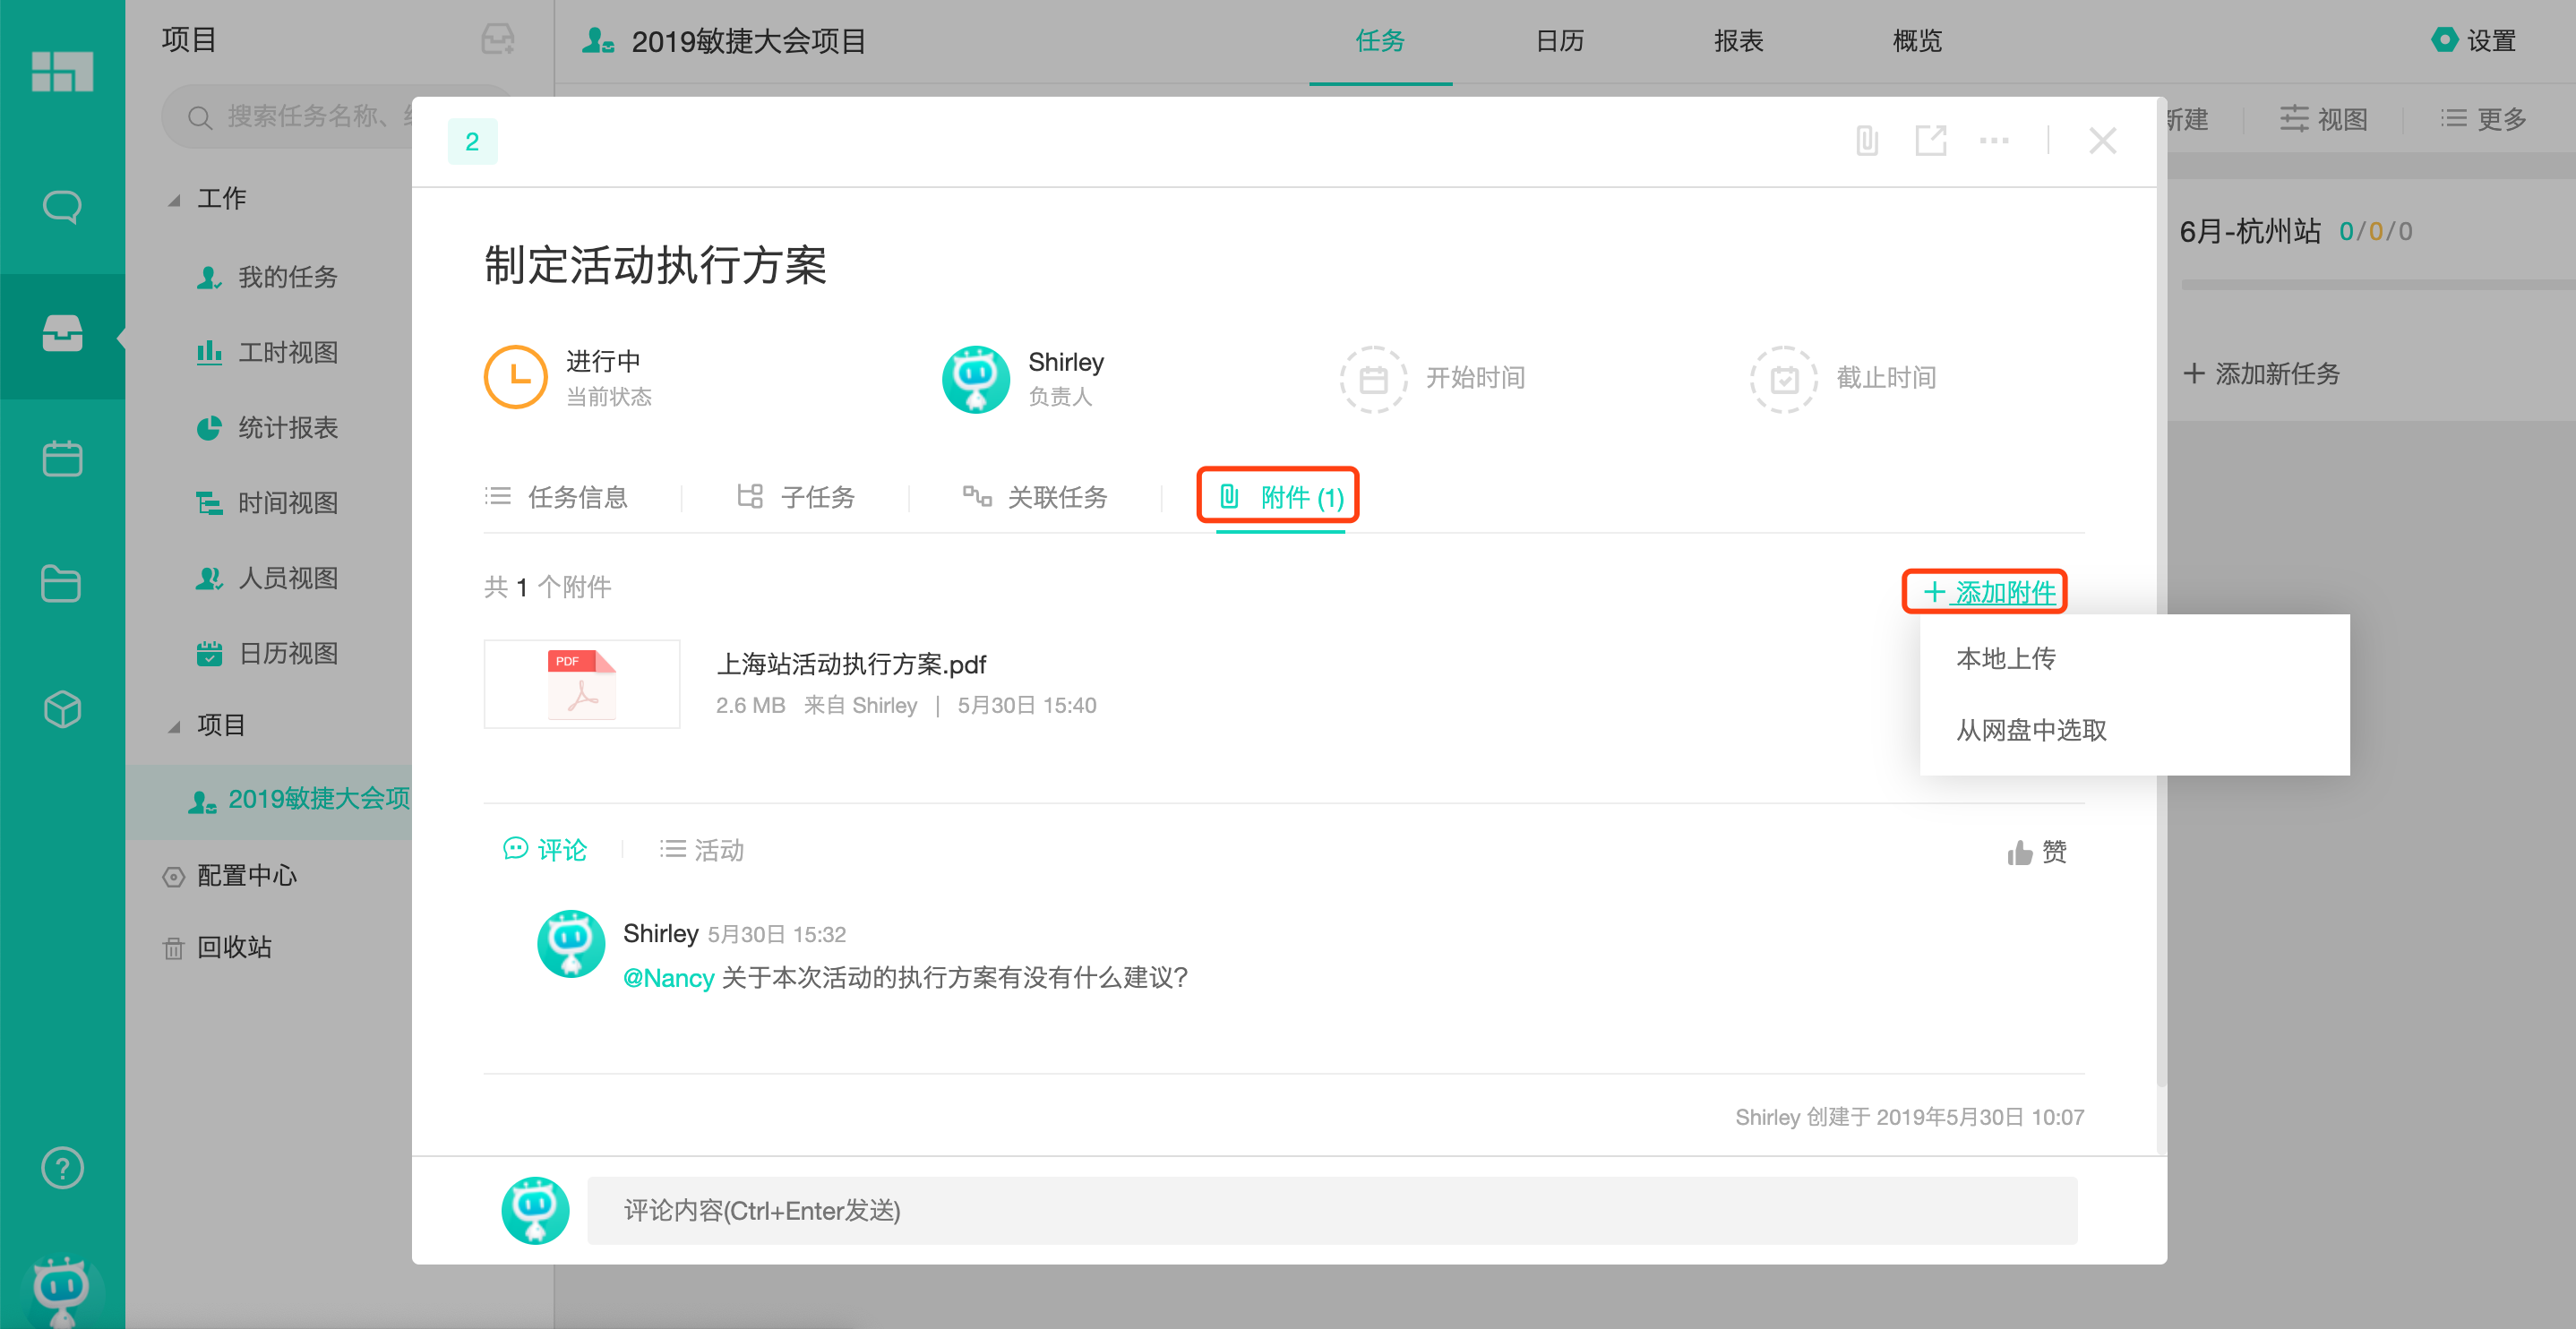 项目
2019敏捷大会项目
任务
日历
报表
概览
设置
搜索任务名称、
新建
视图
更多
工作
我的任务
工时视图
统计报表
时间视图
人员视图
日历视图
项目
2019敏捷大会项
配置中心
回收站
2
制定活动执行方案
进行中
当前状态
Shirley
负责人
开始时间
截止时间
任务信息
子任务
关联任务
附件 (1)
共 1 个附件
+ 添加附件
本地上传
从网盘中选取
PDF
上海站活动执行方案.pdf
2.6 MB 来自 Shirley | 5月30日 15:40
评论
活动
赞
Shirley 5月30日 15:32
@Nancy 关于本次活动的执行方案有没有什么建议?
Shirley 创建于 2019年5月30日 10:07
评论内容(Ctrl+Enter发送)
6月-杭州站 0/0/0
+ 添加新任务